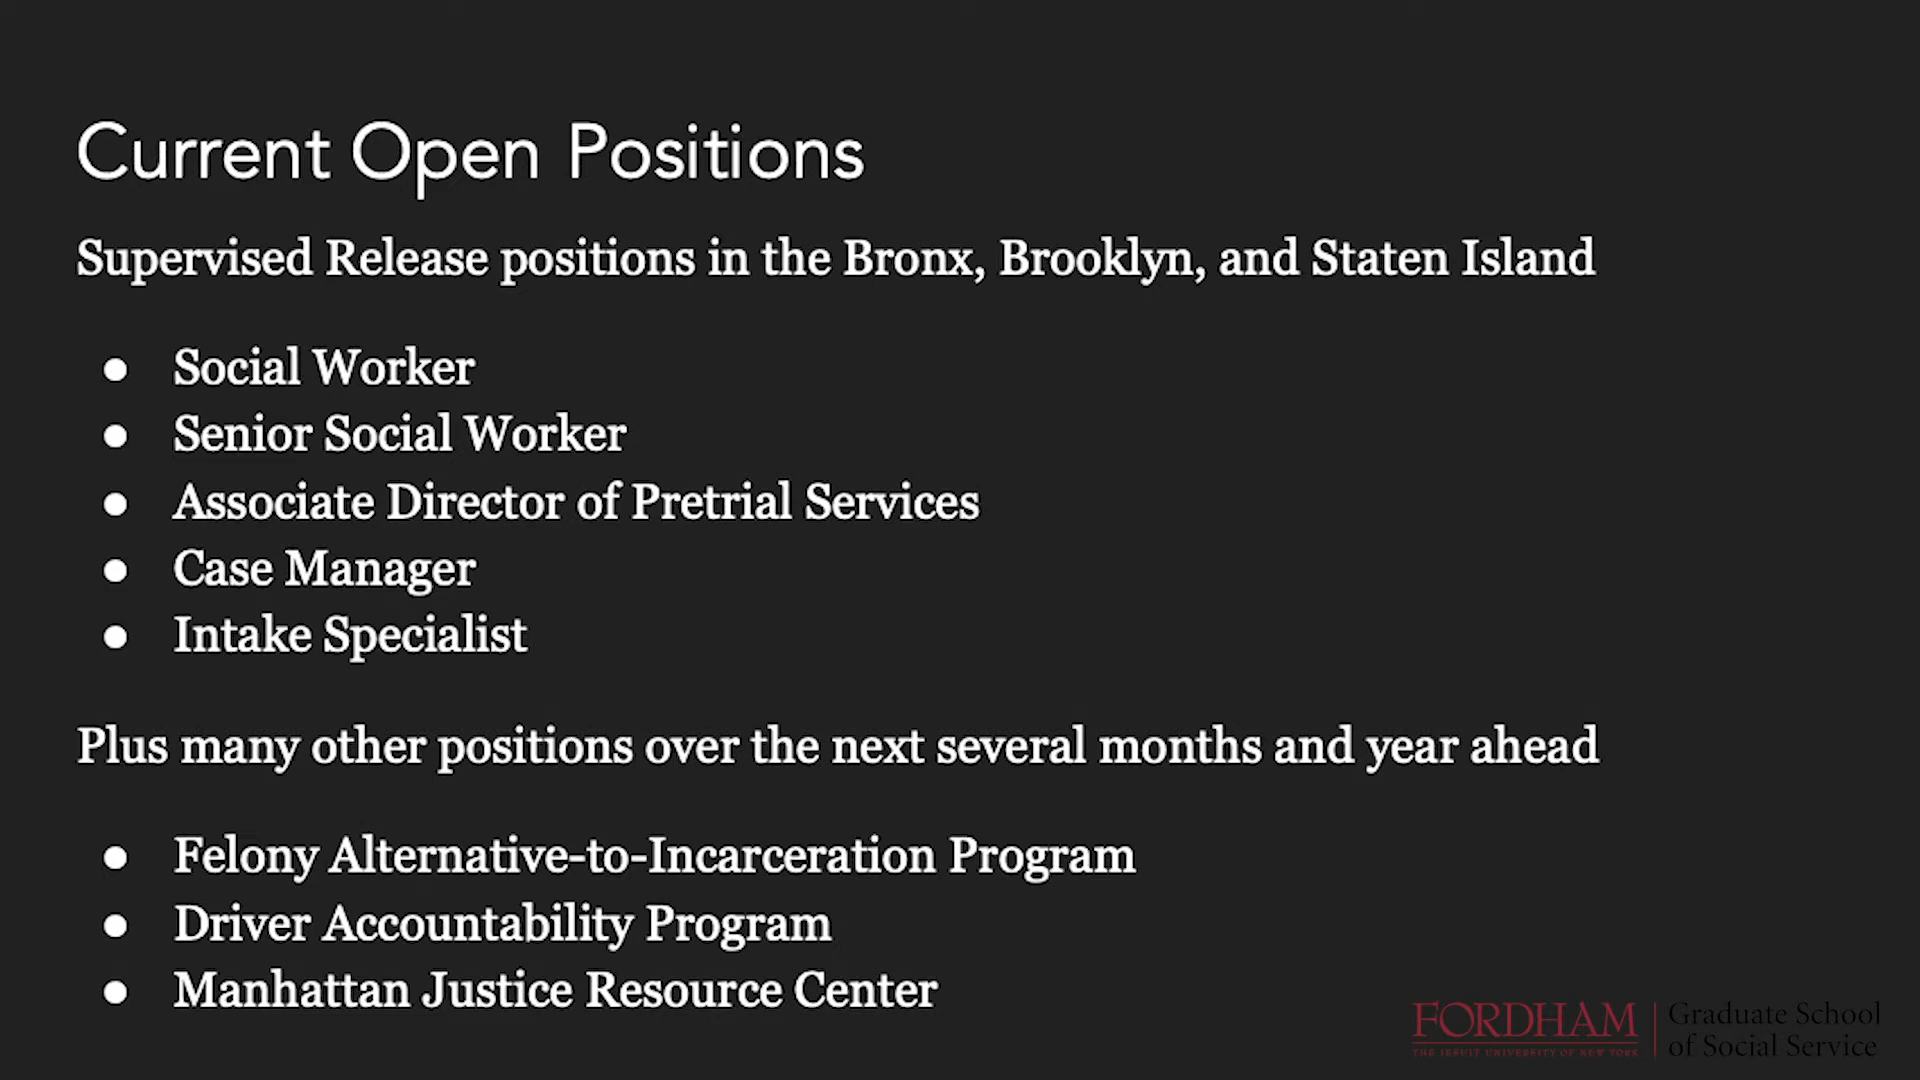 Current Open Positions
Supervised Release positions in the Bronx, Brooklyn, and Staten Island
● Social Worker
● Senior Social Worker
● Associate Director of Pretrial Services
● Case Manager
● Intake Specialist
Plus many other positions over the next several months and year ahead
● Felony Alternative-to-Incarceration Program
● Driver Accountability Program
● Manhattan Justice Resource Center
FORDHAM
THE JESUIT UNIVERSITY OF NEW YORK
Graduate School
of Social Service